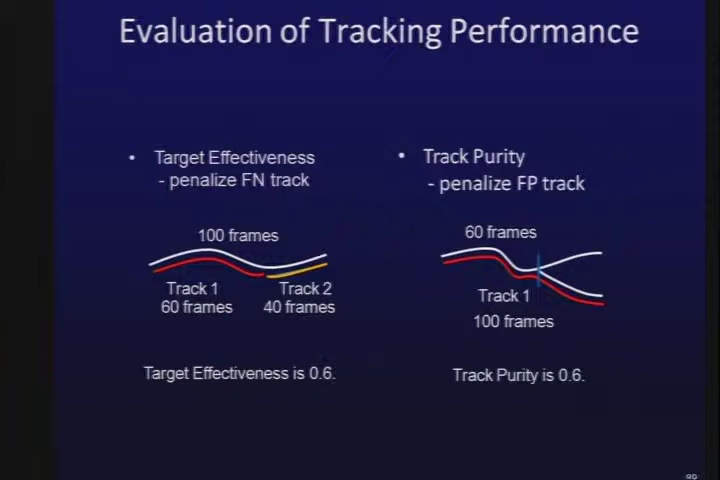 Evaluation of Tracking Performance
• Target Effectiveness
- penalize FN track
100 frames
Track 1
60 frames
Track 2
40 frames
Target Effectiveness is 0.6.
• Track Purity
- penalize FP track
60 frames
Track 1
100 frames
Track Purity is 0.6.